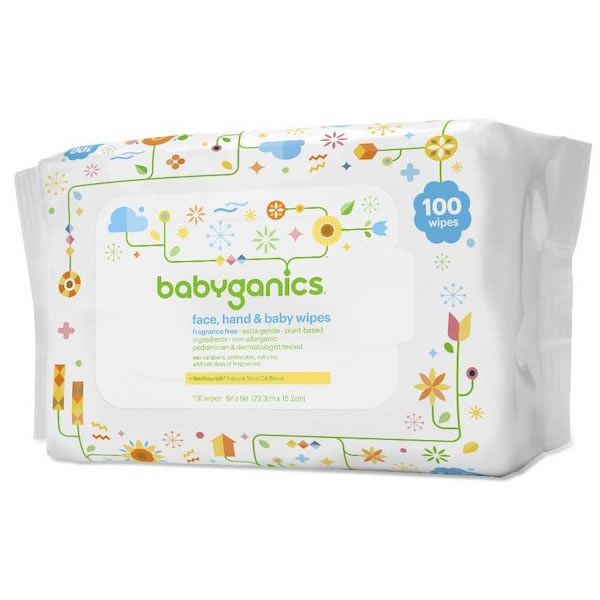 100
100
wipes
babyganics®
face, hand & baby wipes
fragrance free • extra gentle • plant-based
ingredients • non-allergenic
pediatrician & dermatologist tested
no: parabens, phthalates, sulfates,
artificial dyes or fragrances
+ NeoNourish® Natural Seed Oil Blend
100 wipes • 8in x 6in (20.3cm x 15.2cm)